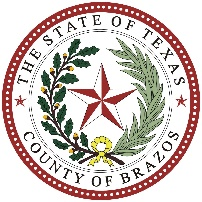 THE STATE OF TEXAS
COUNTY OF BRAZOS